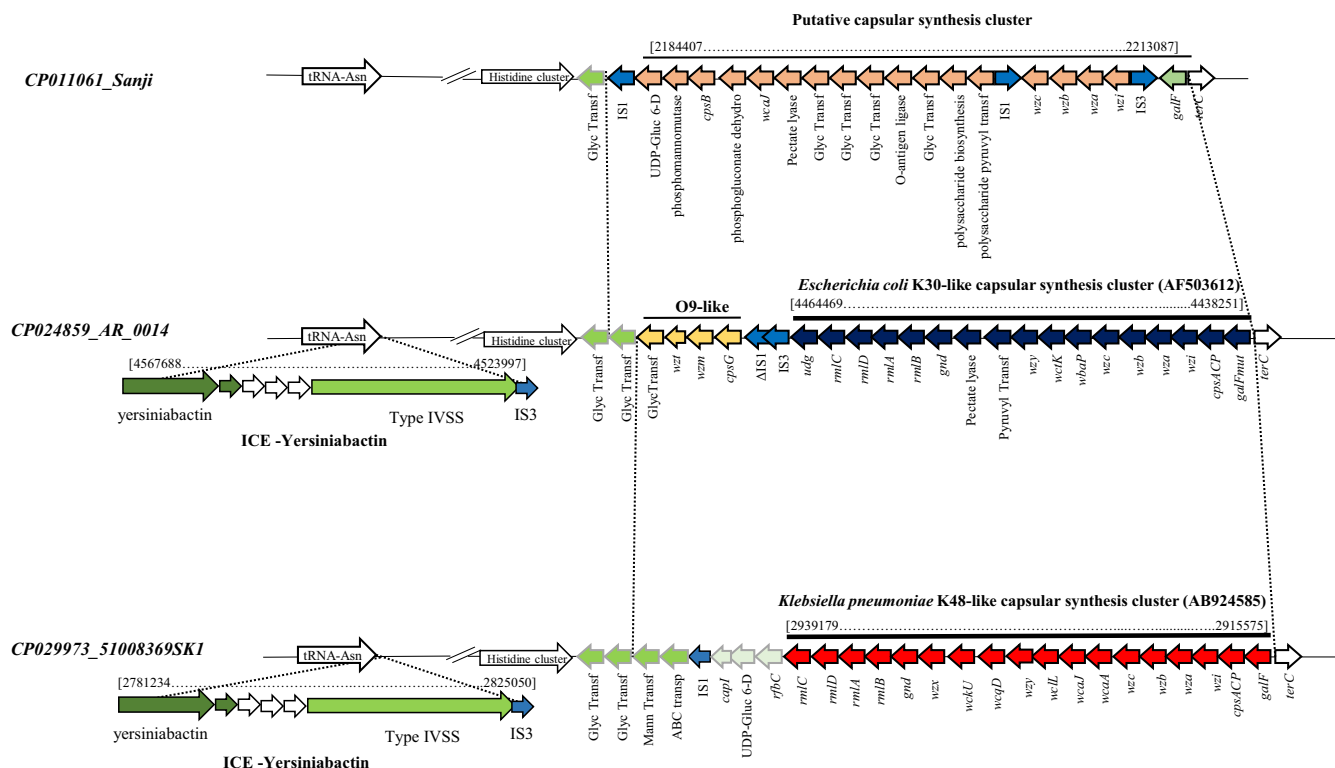 Putative capsular synthesis cluster
[2184407……………………………………………………………2213087]
CP011061_Sanji
tRNA-Asn
Histidine cluster
Glyc Transf
IS1
UDP-Gluc 6-D
phosphomannomutase
cpsB
phosphogluconate dehydro
wcaJ
Pectate lyase
Glyc Transf
Glyc Transf
Glyc Transf
O-antigen ligase
Glyc Transf
polysaccharide biosynthesis
polysaccharide pyruvyl transf
IS1
wzc
wzb
wza
wzi
IS3
galF
terC
Escherichia coli K30-like capsular synthesis cluster (AF503612)
[4464469……………………………………………………4438251]
O9-like
CP024859_AR_0014
tRNA-Asn
Histidine cluster
Glyc Transf
Glyc Transf
GlycTransf
wzt
wzm
cpsG
ΔIS1
IS3
udg
rmlC
rmlD
rmlA
rmlB
gnd
Pectate lyase
Pyruvyl Transf
wzy
wctK
wbaP
wzc
wzb
wza
wzi
cpsACP
galFmut
terC
[4567688……………………………………4523997]
yersiniabactin
Type IVSS
IS3
ICE -Yersiniabactin
Klebsiella pneumoniae K48-like capsular synthesis cluster (AB924585)
[2939179……………………………………………………2915575]
CP029973_51008369SK1
tRNA-Asn
Histidine cluster
Glyc Transf
Glyc Transf
Mann Transf
ABC transp
IS1
capI
UDP-Gluc 6-D
rfbC
rmlC
rmlD
rmlA
rmlB
gnd
wzx
wckU
wcqD
wzy
wclL
wcaJ
wcaA
wzc
wzb
wza
wzi
cpsACP
galF
terC
[2781234……………………………………2825050]
yersiniabactin
Type IVSS
IS3
ICE -Yersiniabactin